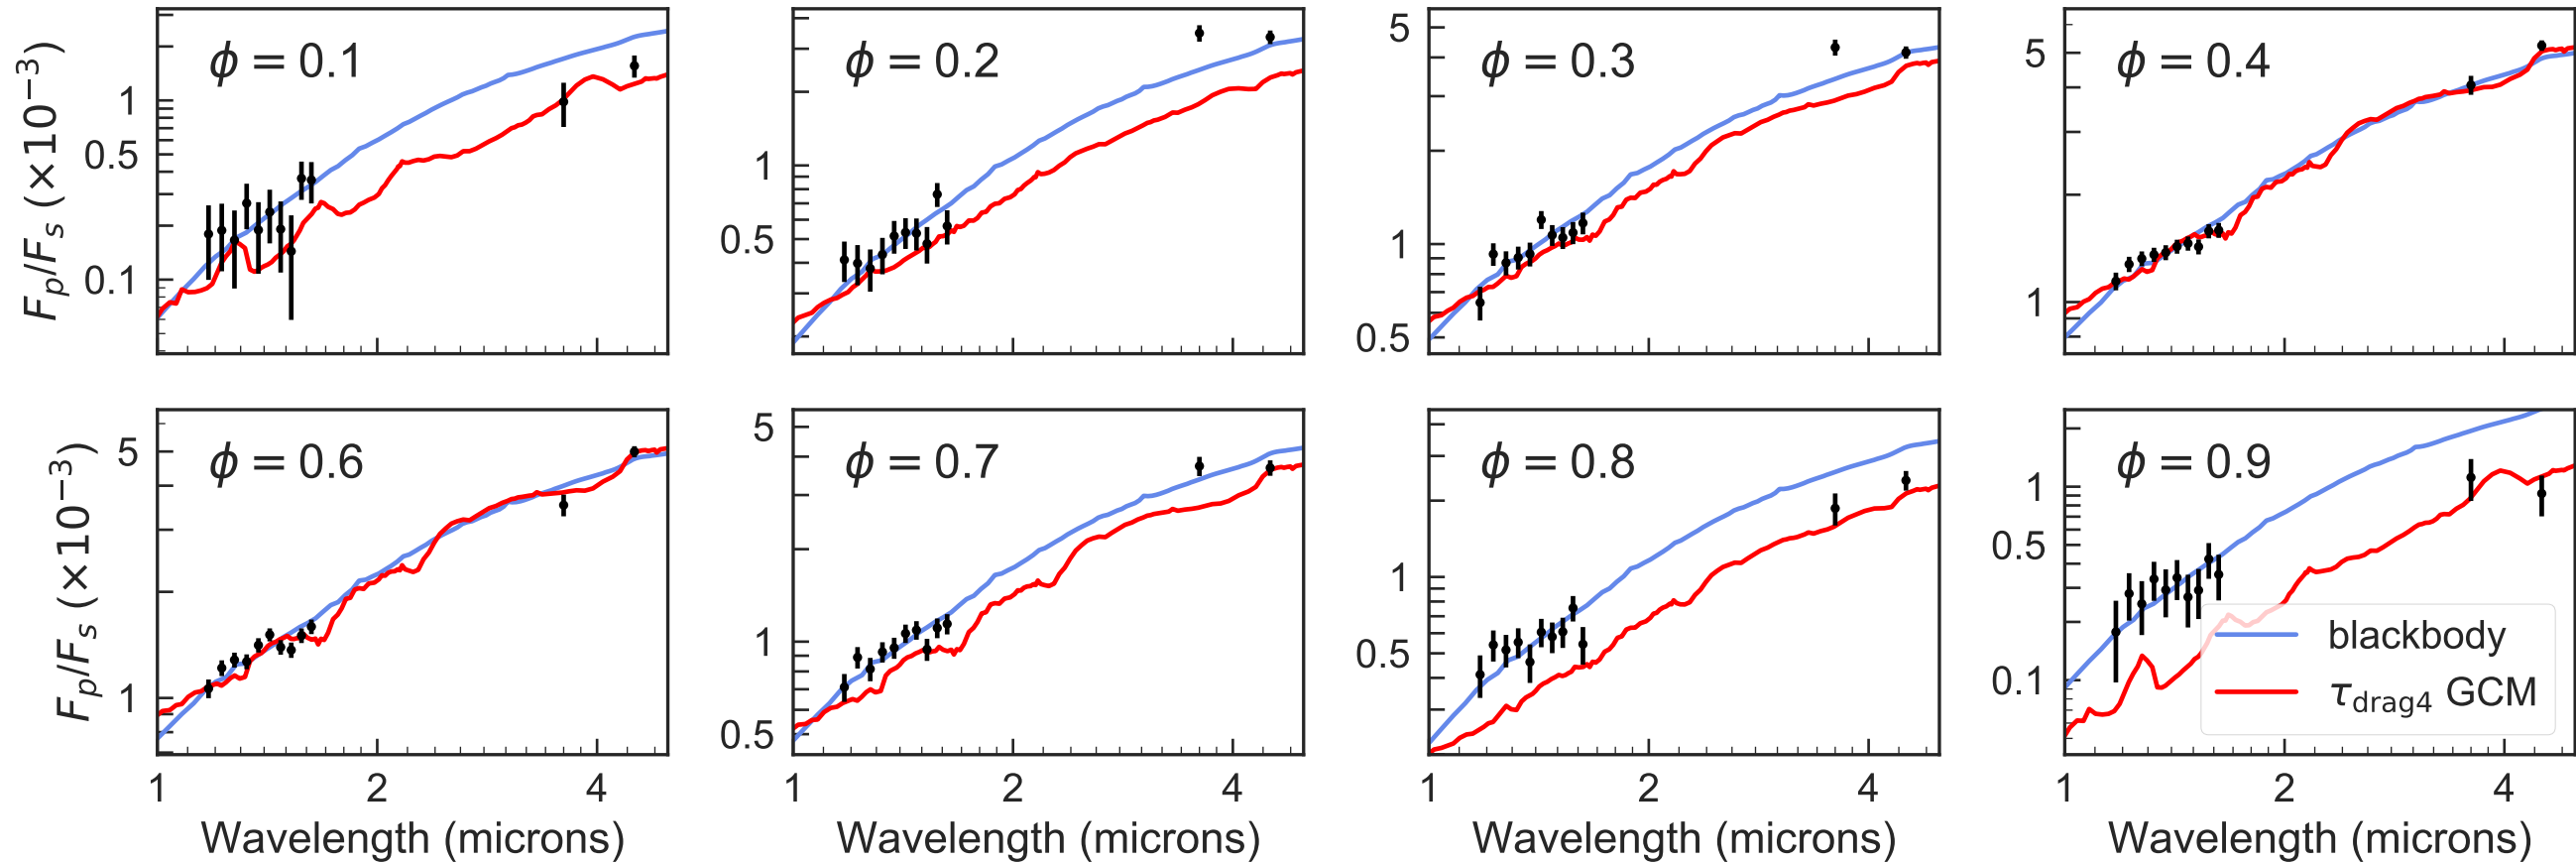 ϕ = 0.1
ϕ = 0.2
ϕ = 0.3
ϕ = 0.4
F_p/F_s (×10⁻³)
1
0.5
0.1
1
0.5
5
1
0.5
5
1
ϕ = 0.6
ϕ = 0.7
ϕ = 0.8
ϕ = 0.9
F_p/F_s (×10⁻³)
5
1
5
1
0.5
1
0.5
1
0.5
0.1
blackbody
τ_drag4 GCM
1 2 4
1 2 4
1 2 4
1 2 4
Wavelength (microns)
Wavelength (microns)
Wavelength (microns)
Wavelength (microns)